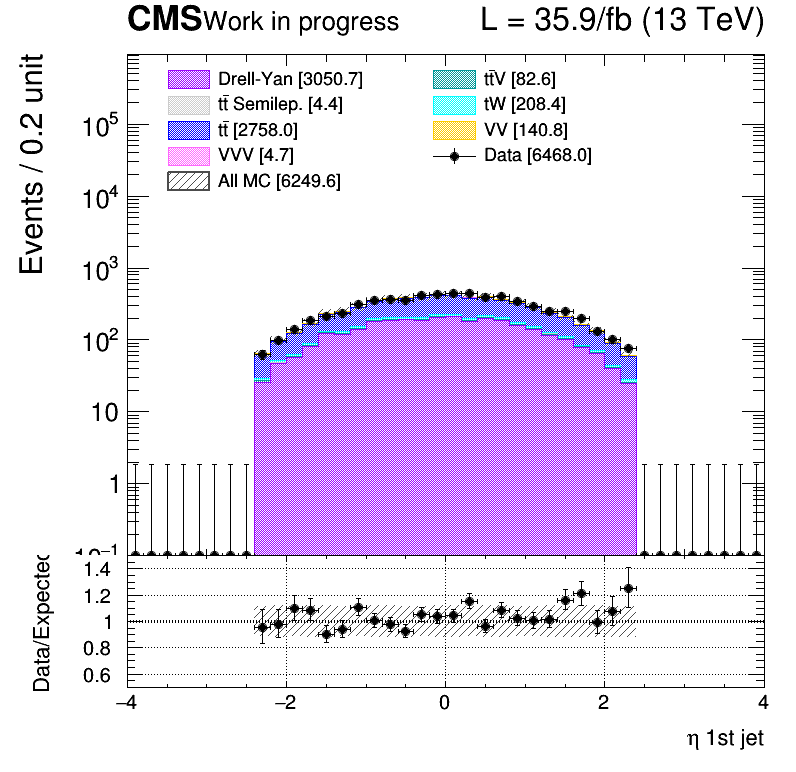 CMS Work in progress L = 35.9/fb (13 TeV)
Drell-Yan [3050.7] tt̄V [82.6]
tt̄ Semilep. [4.4] tW [208.4]
tt̄ [2758.0] VV [140.8]
VVV [4.7] Data [6468.0]
All MC [6249.6]
Events / 0.2 unit
10⁵
10⁴
10³
10²
10
1
10⁻¹
Data/Expected
1.4
1.2
1
0.8
0.6
−4 −2 0 2 4
η 1st jet